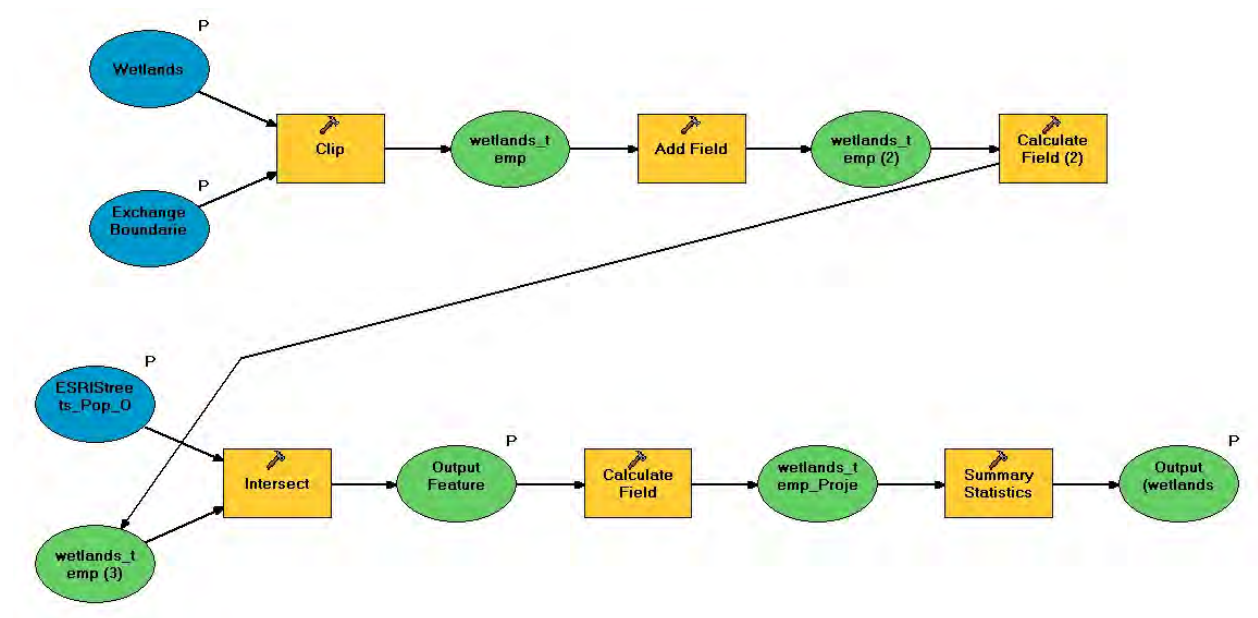 P
Wetlands
Clip
wetlands_t
emp
Add Field
wetlands_t
emp (2)
Calculate
Field (2)
P
Exchange
Boundarie
P
ESRIStree
ts_Pop_O
Intersect
P
Output
Feature
Calculate
Field
wetlands_t
emp_Proje
Summary
Statistics
P
Output
(wetlands
wetlands_t
emp (3)